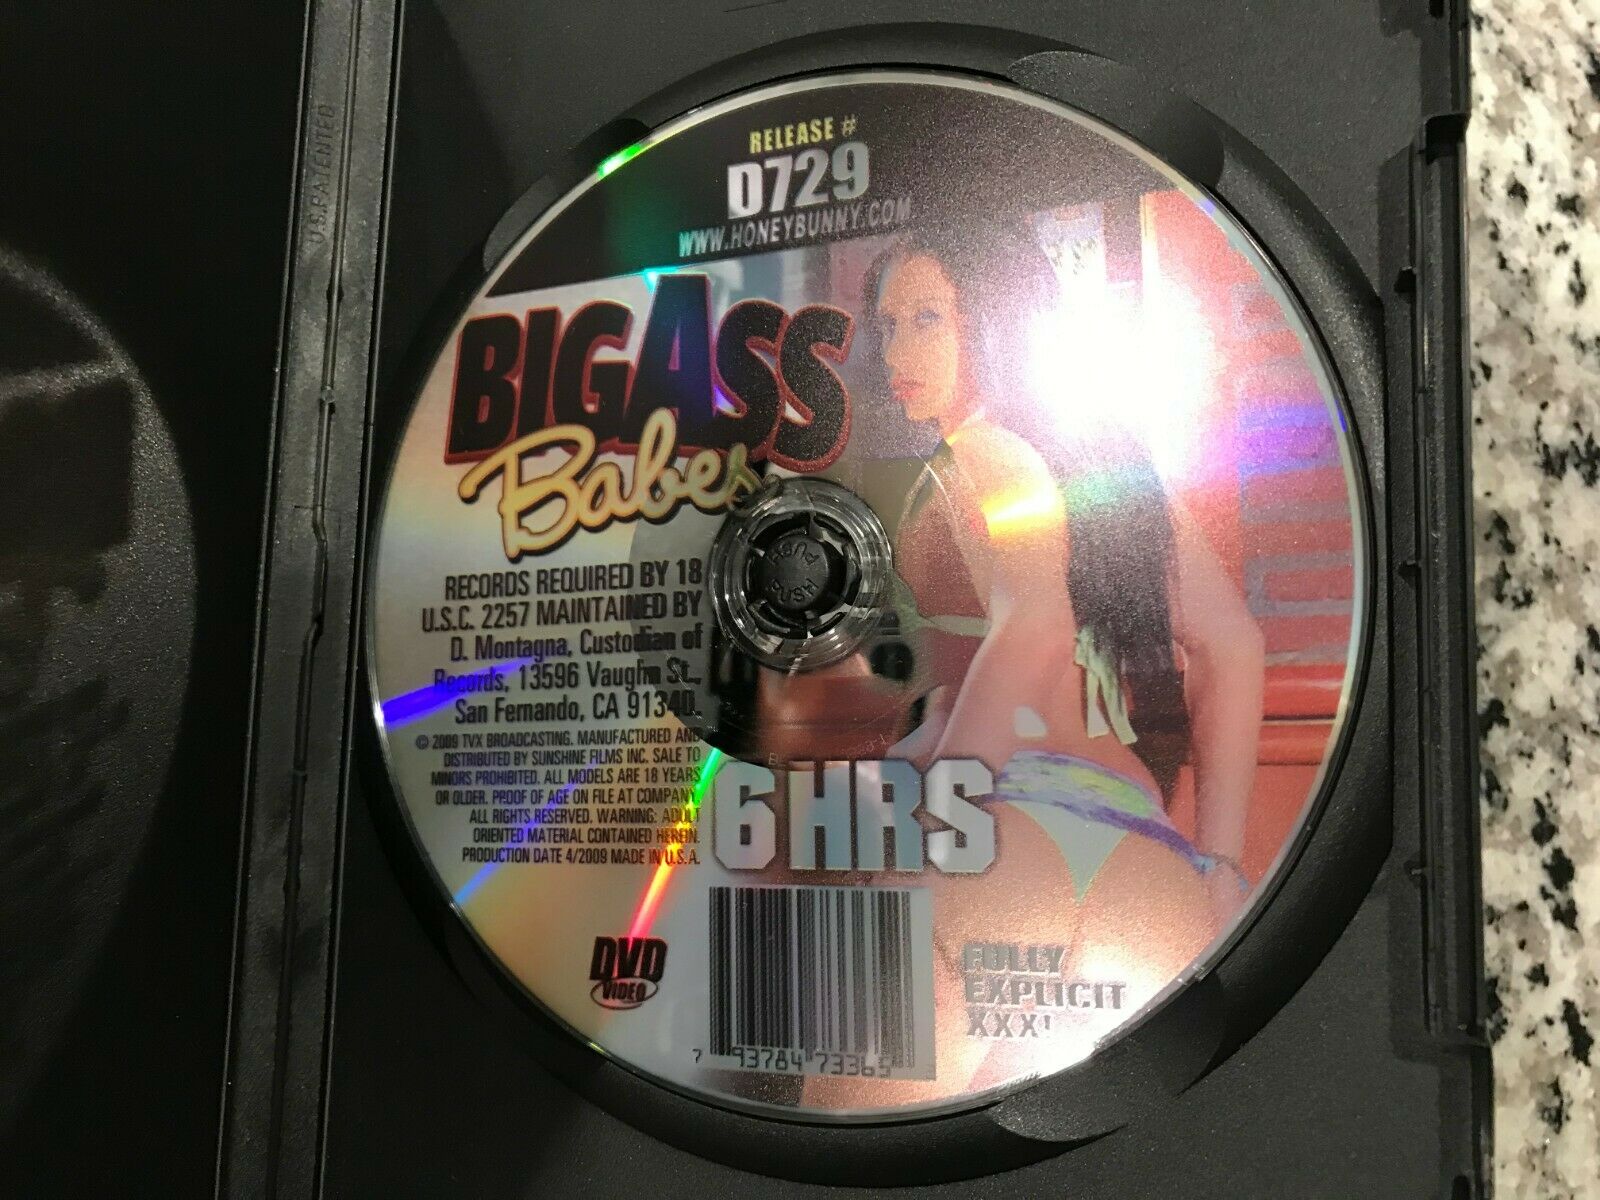 U.S. PATENTED
RELEASE #
D729
WWW.HONEYBUNNY.COM
BIGASS
Babes
RECORDS REQUIRED BY 18
U.S.C. 2257 MAINTAINED BY
D. Montagna, Custodian of
Records, 13596 Vaughn St.,
San Fernando, CA 91340.
© 2009 TVX BROADCASTING. MANUFACTURED AND
DISTRIBUTED BY SUNSHINE FILMS INC. SALE TO
MINORS PROHIBITED. ALL MODELS ARE 18 YEARS
OR OLDER. PROOF OF AGE ON FILE AT COMPANY.
ALL RIGHTS RESERVED. WARNING: ADULT
ORIENTED MATERIAL CONTAINED HEREIN.
PRODUCTION DATE 4/2009 MADE IN U.S.A.
PUSH
PUSH
6 HRS
DVD
VIDEO
7 93784 73365
FULLY
EXPLICIT
XXX!